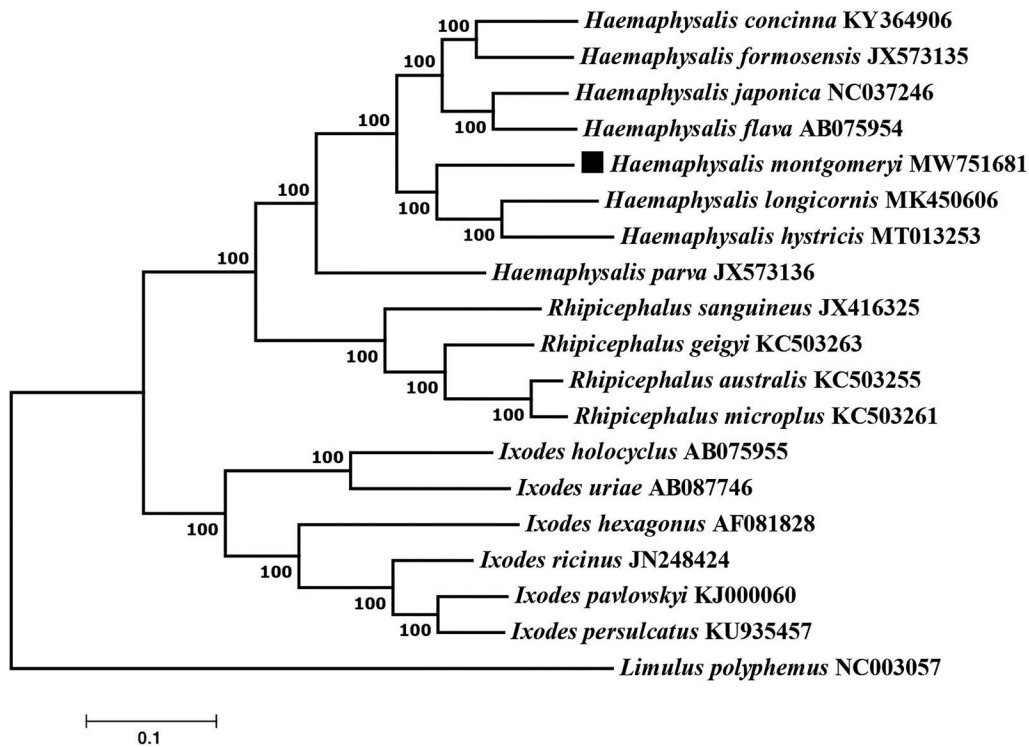 100
Haemaphysalis concinna KY364906
Haemaphysalis formosensis JX573135
100
Haemaphysalis japonica NC037246
100
Haemaphysalis flava AB075954
100
Haemaphysalis montgomeryi MW751681
100
Haemaphysalis longicornis MK450606
100
Haemaphysalis hystricis MT013253
100
Haemaphysalis parva JX573136
100
Rhipicephalus sanguineus JX416325
100
Rhipicephalus geigyi KC503263
100
Rhipicephalus australis KC503255
100
Rhipicephalus microplus KC503261
100
Ixodes holocyclus AB075955
Ixodes uriae AB087746
100
Ixodes hexagonus AF081828
100
Ixodes ricinus JN248424
100
Ixodes pavlovskyi KJ000060
100
Ixodes persulcatus KU935457
Limulus polyphemus NC003057
0.1